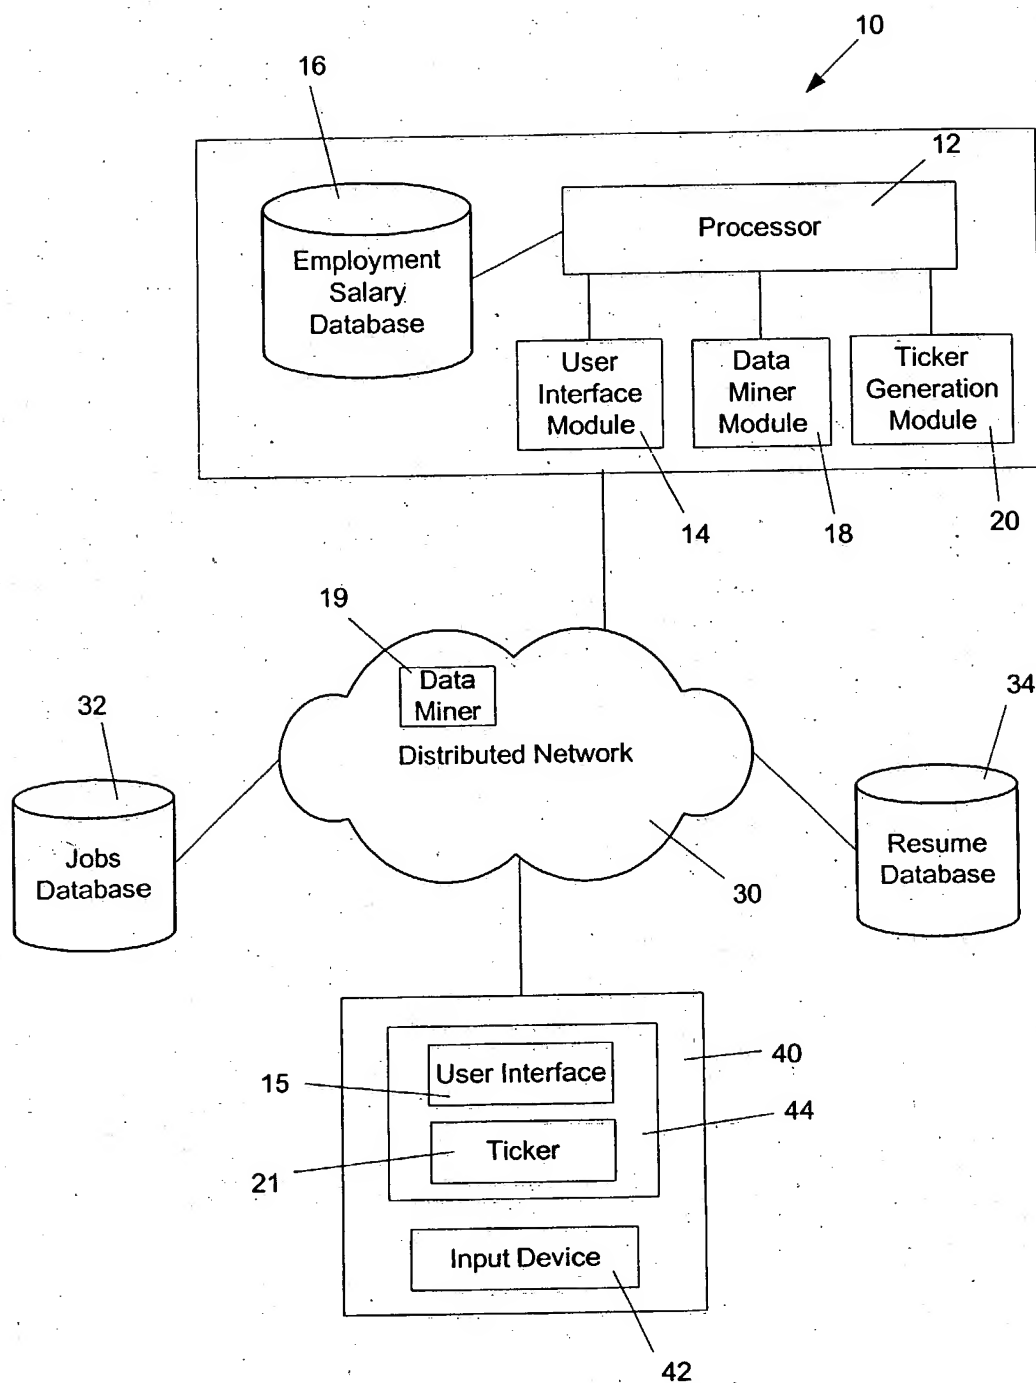 10
16
12
Processor
Employment
Salary
Database
User
Interface
Module
Data
Miner
Module
Ticker
Generation
Module
14
18
20
19
Data
Miner
Distributed Network
32
34
Jobs
Database
Resume
Database
30
User Interface
15
40
44
Ticker
21
Input Device
42